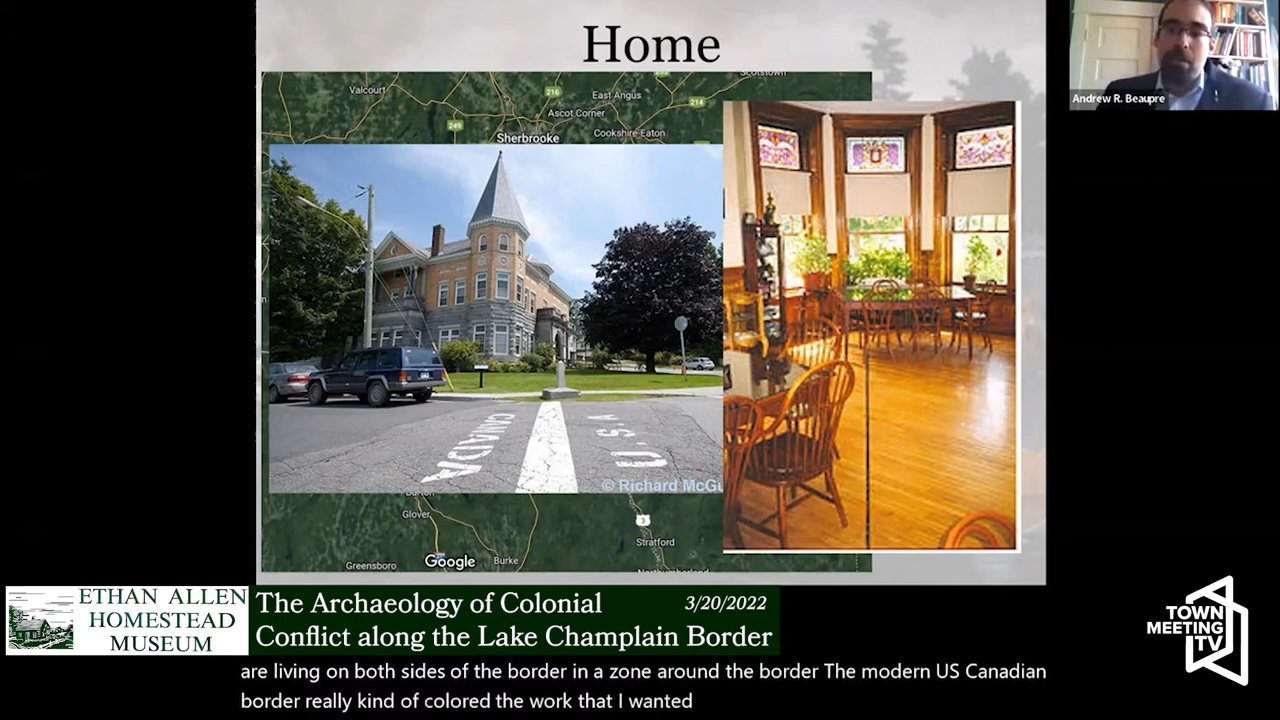 Home
Andrew R. Beaupre
Valcourt
216
East Angus
214
Ascot Corner
249
Sherbrooke
Cookshire-Eaton
CANADA
U.S.A
© Richard McGu
Glover
3
Stratford
Google
Burke
Greensboro
ETHAN ALLEN
HOMESTEAD
MUSEUM
The Archaeology of Colonial
3/20/2022
Conflict along the Lake Champlain Border
TOWN
MEETING
TV
are living on both sides of the border in a zone around the border The modern US Canadian
border really kind of colored the work that I wanted